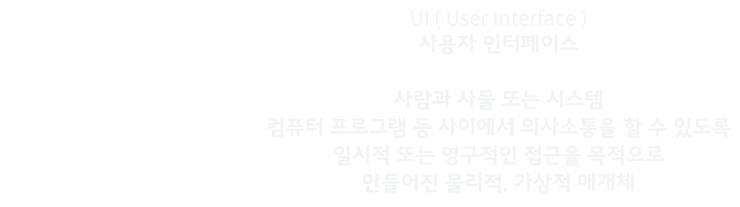 UI ( User Interface )
사용자 인터페이스
사람과 사물 또는 시스템
컴퓨터 프로그램 등 사이에서 의사소통을 할 수 있도록
일시적 또는 영구적인 접근을 목적으로
만들어진 물리적, 가상적 매개체